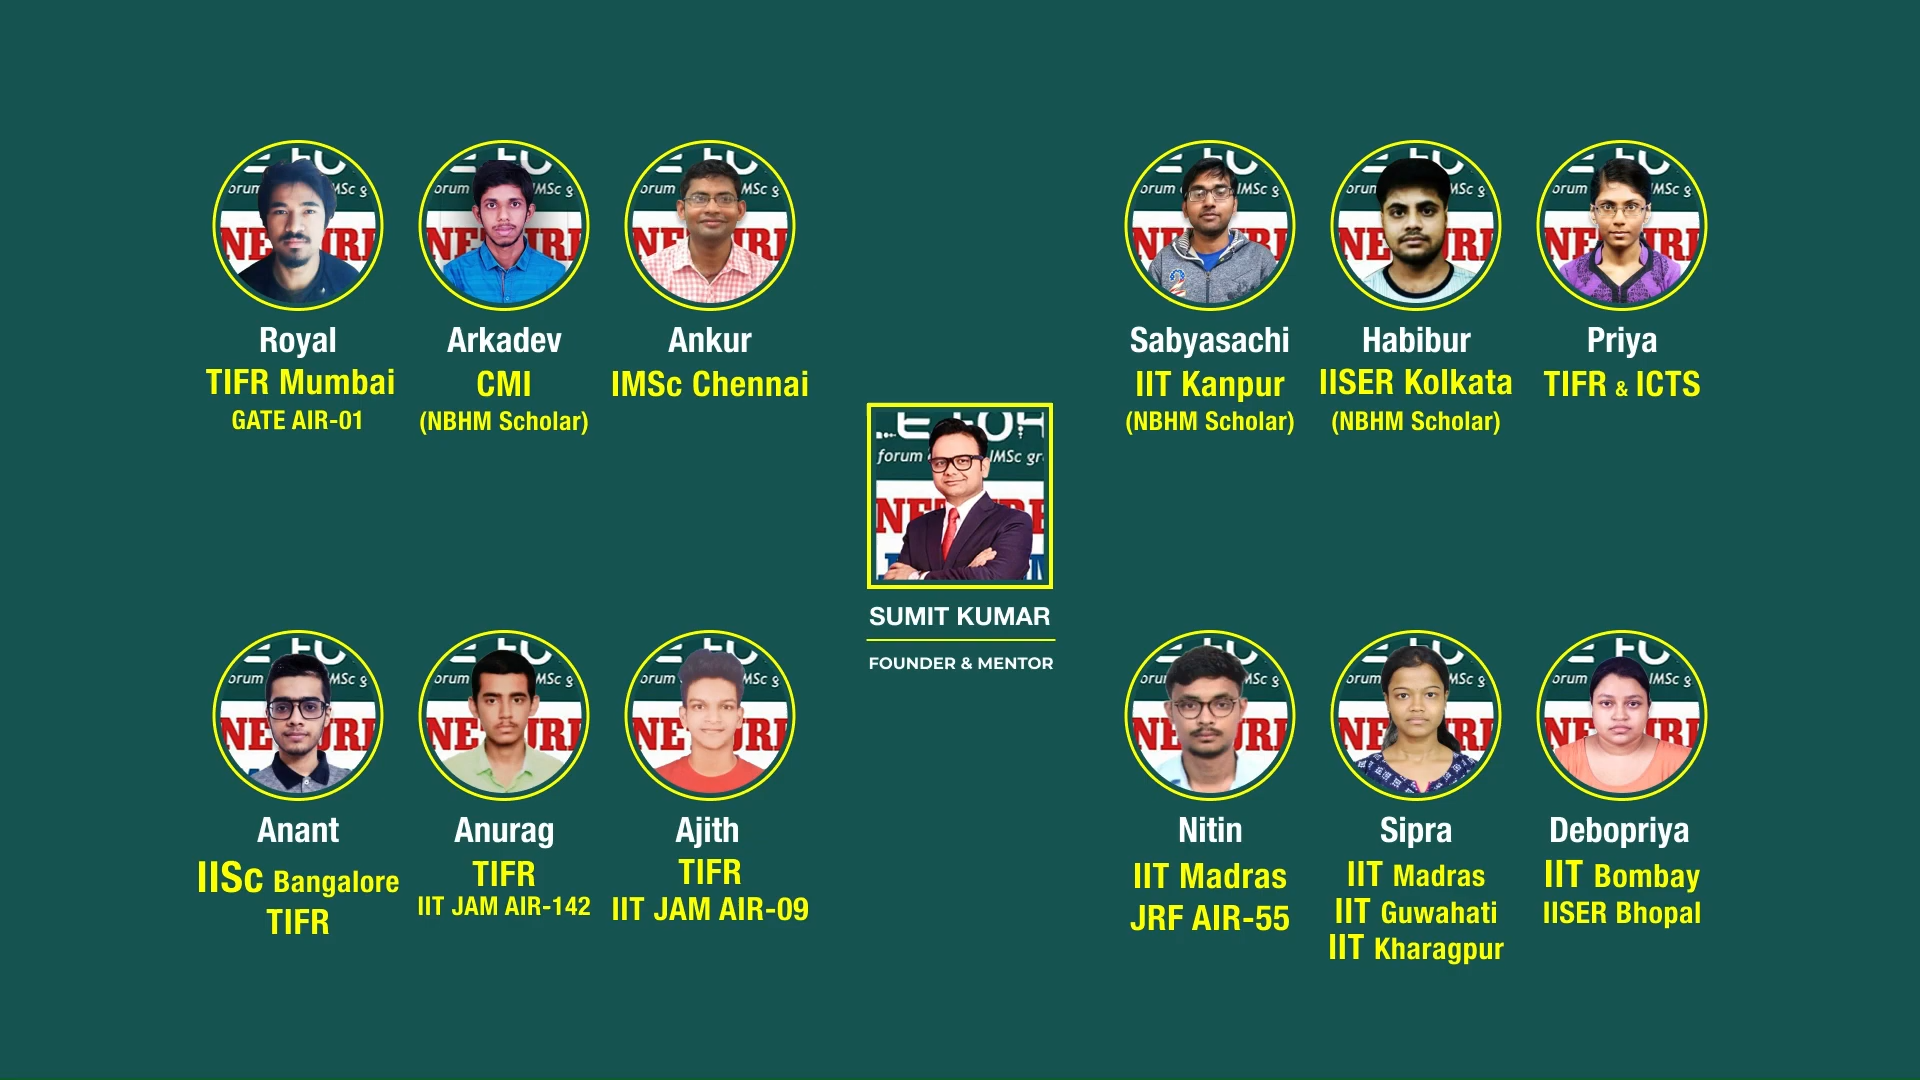 Royal
TIFR Mumbai
GATE AIR-01
Arkadev
CMI
(NBHM Scholar)
Ankur
IMSc Chennai
Sabyasachi
IIT Kanpur
(NBHM Scholar)
Habibur
IISER Kolkata
(NBHM Scholar)
Priya
TIFR & ICTS
forum
IMSc
SUMIT KUMAR
FOUNDER & MENTOR
Anant
IISc Bangalore
TIFR
Anurag
TIFR
IIT JAM AIR-142
Ajith
TIFR
IIT JAM AIR-09
Nitin
IIT Madras
JRF AIR-55
Sipra
IIT Madras
IIT Guwahati
IIT Kharagpur
Debopriya
IIT Bombay
IISER Bhopal